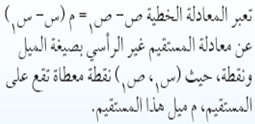 تعبر المعادلة الخطية ص- ص١= م (س- س١)
عن معادلة المستقيم غير الرأسي بصيغة الميل
ونقطة، حيث (س١، ص١) نقطة معطاة تقع على
المستقيم، م ميل هذا المستقيم.